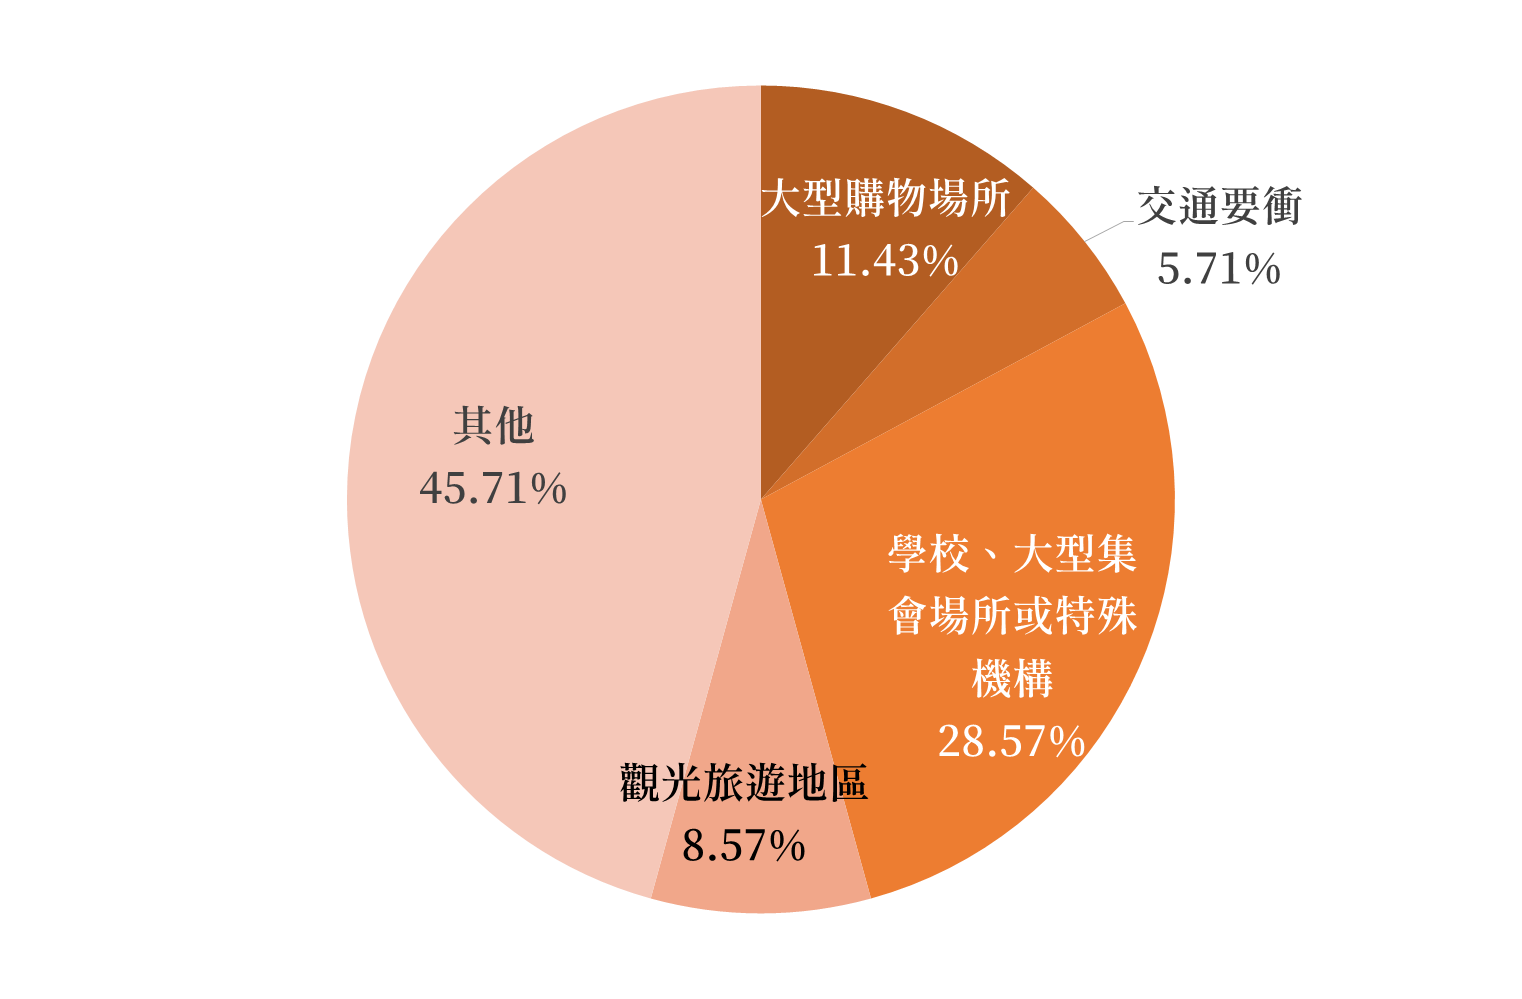 大型購物場所
11.43%
交通要衝
5.71%
學校、大型集
會場所或特殊
機構
28.57%
觀光旅遊地區
8.57%
其他
45.71%